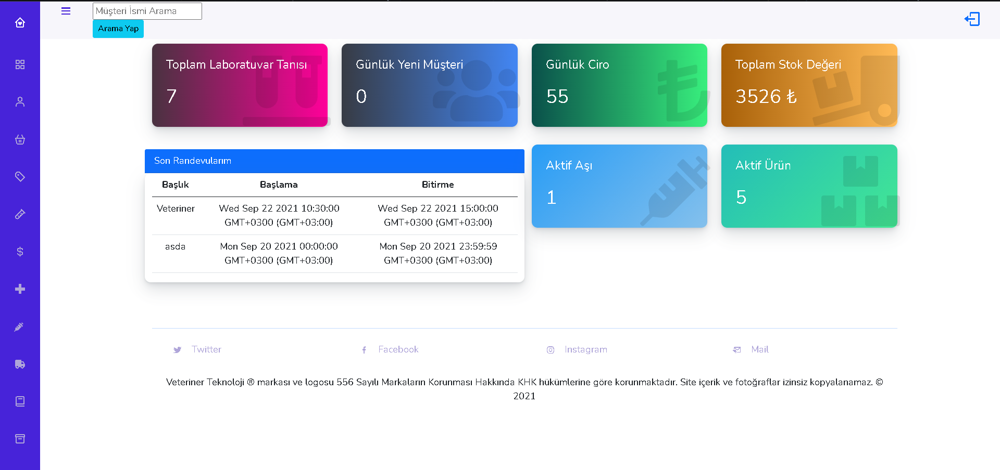 Müşteri İsmi Arama
Arama Yap
Toplam Laboratuvar Tanısı
7
Günlük Yeni Müşteri
0
Günlük Ciro
55
Toplam Stok Değeri
3526 ₺
Son Randevularım
Başlık Başlama Bitirme
Veteriner Wed Sep 22 2021 10:30:00 Wed Sep 22 2021 15:00:00
GMT+0300 (GMT+03:00) GMT+0300 (GMT+03:00)
asda Mon Sep 20 2021 00:00:00 Mon Sep 20 2021 23:59:59
GMT+0300 (GMT+03:00) GMT+0300 (GMT+03:00)
Aktif Aşı
1
Aktif Ürün
5
Twitter Facebook Instagram Mail
Veteriner Teknoloji ® markası ve logosu 556 Sayılı Markaların Korunması Hakkında KHK hükümlerine göre korunmaktadır. Site içerik ve fotoğraflar izinsiz kopyalanamaz. ©
2021